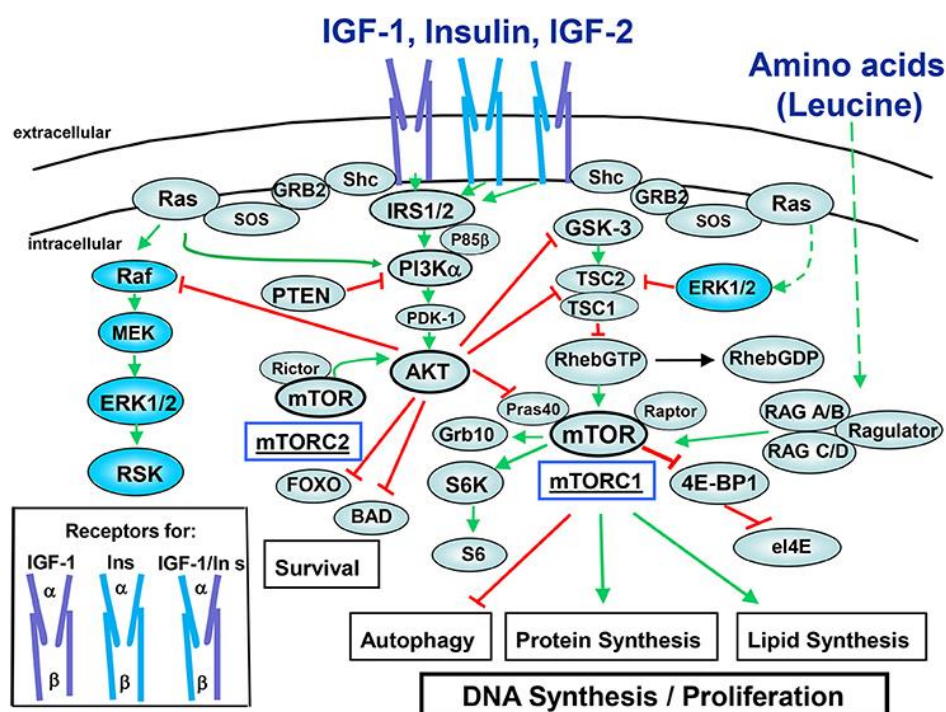 IGF-1, Insulin, IGF-2
Amino acids
(Leucine)
extracellular
intracellular
Ras
SOS
GRB2
Shc
IRS1/2
P85β
PI3Kα
PTEN
PDK-1
AKT
Raf
MEK
ERK1/2
RSK
Rictor
mTOR
mTORC2
FOXO
BAD
Survival
Shc
GRB2
SOS
Ras
GSK-3
TSC2
TSC1
ERK1/2
RhebGTP
RhebGDP
Pras40
Raptor
mTOR
mTORC1
Grb10
S6K
S6
RAG A/B
RAG C/D
Ragulator
4E-BP1
eI4E
Autophagy
Protein Synthesis
Lipid Synthesis
DNA Synthesis / Proliferation
Receptors for:
IGF-1 Ins IGF-1/In s
α α α
β β β